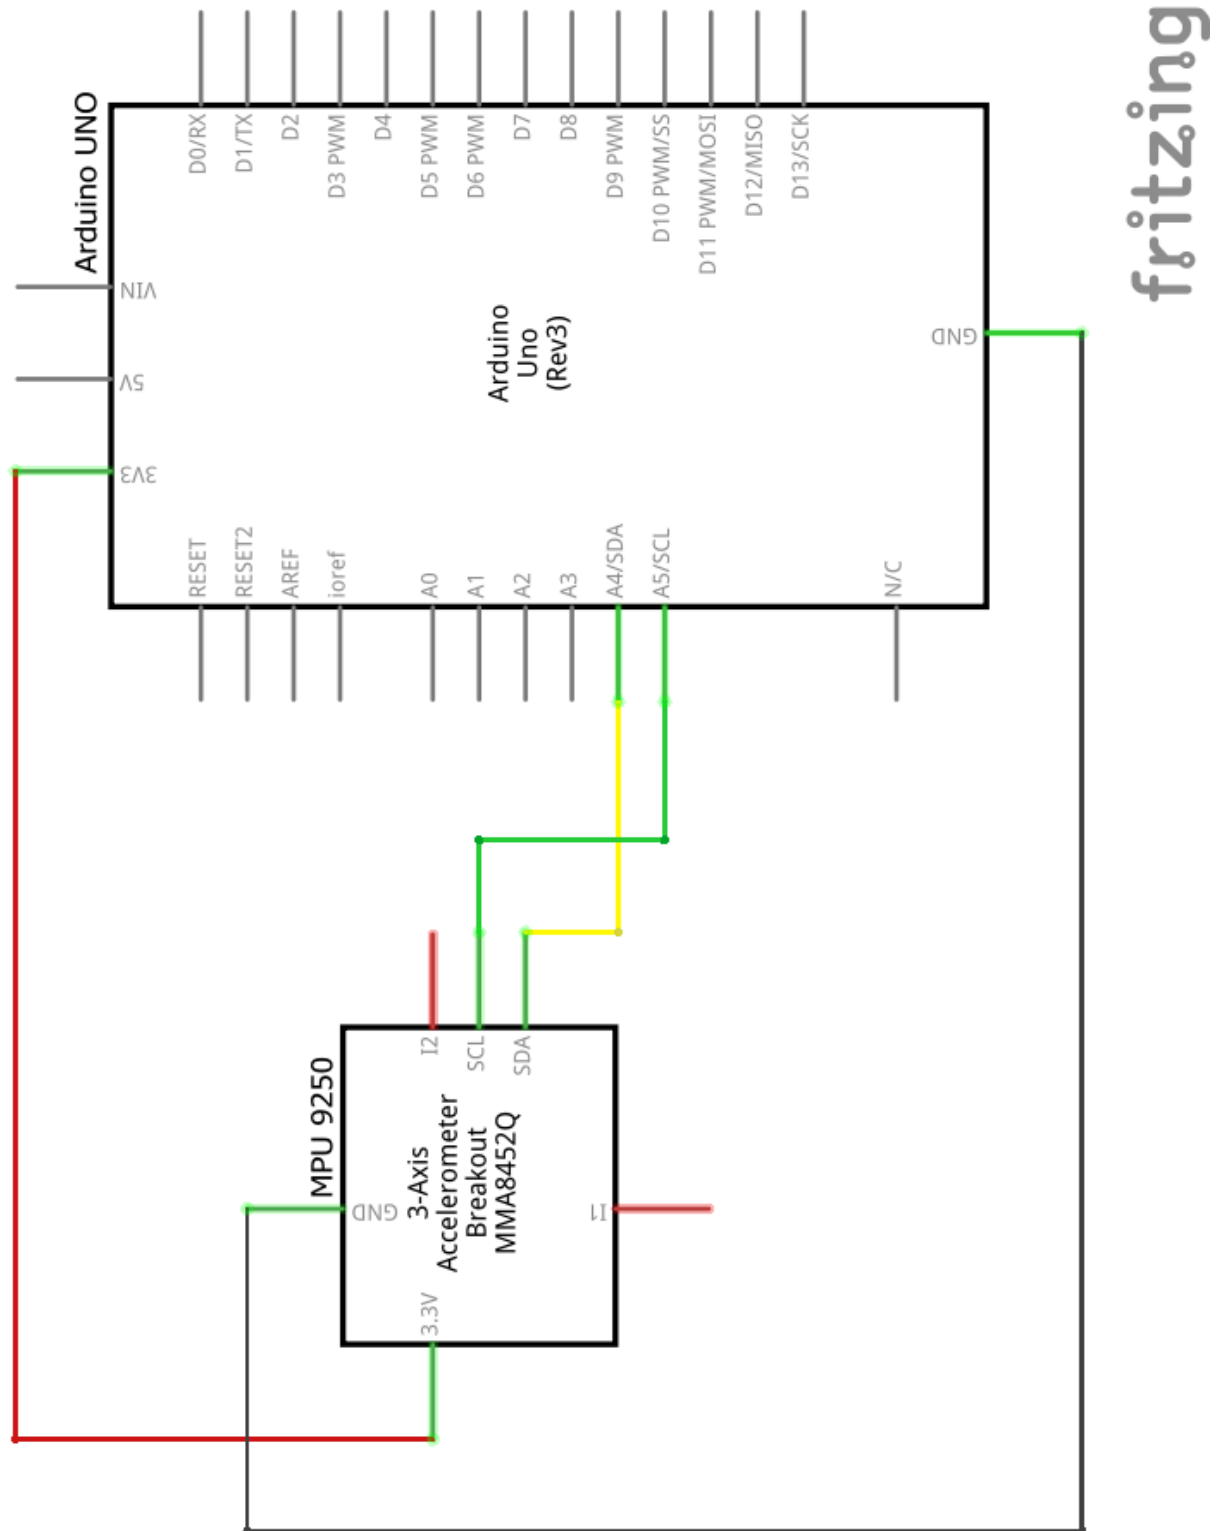 fritzing
Arduino UNO
D0/RX
D1/TX
D2
D3 PWM
D4
D5 PWM
D6 PWM
D7
D8
D9 PWM
D10 PWM/SS
D11 PWM/MOSI
D12/MISO
D13/SCK
VIN
5V
3V3
GND
Arduino
Uno
(Rev3)
RESET
RESET2
AREF
ioref
A0
A1
A2
A3
A4/SDA
A5/SCL
N/C
MPU 9250
I2
SCL
SDA
GND
3-Axis
Accelerometer
Breakout
MMA8452Q
I1
3.3V